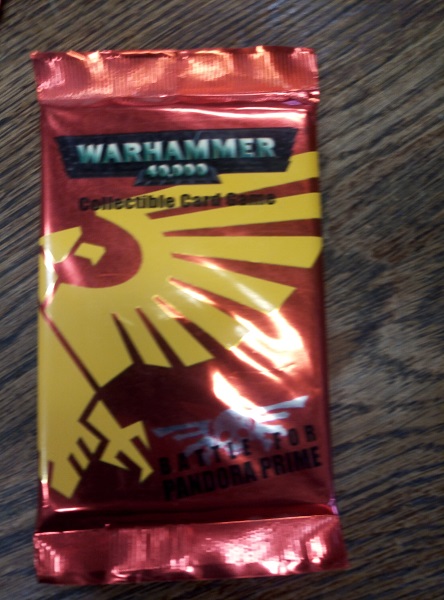 WARHAMMER
40,000
Collectible Card Game
BATTLE FOR
PANDORA PRIME